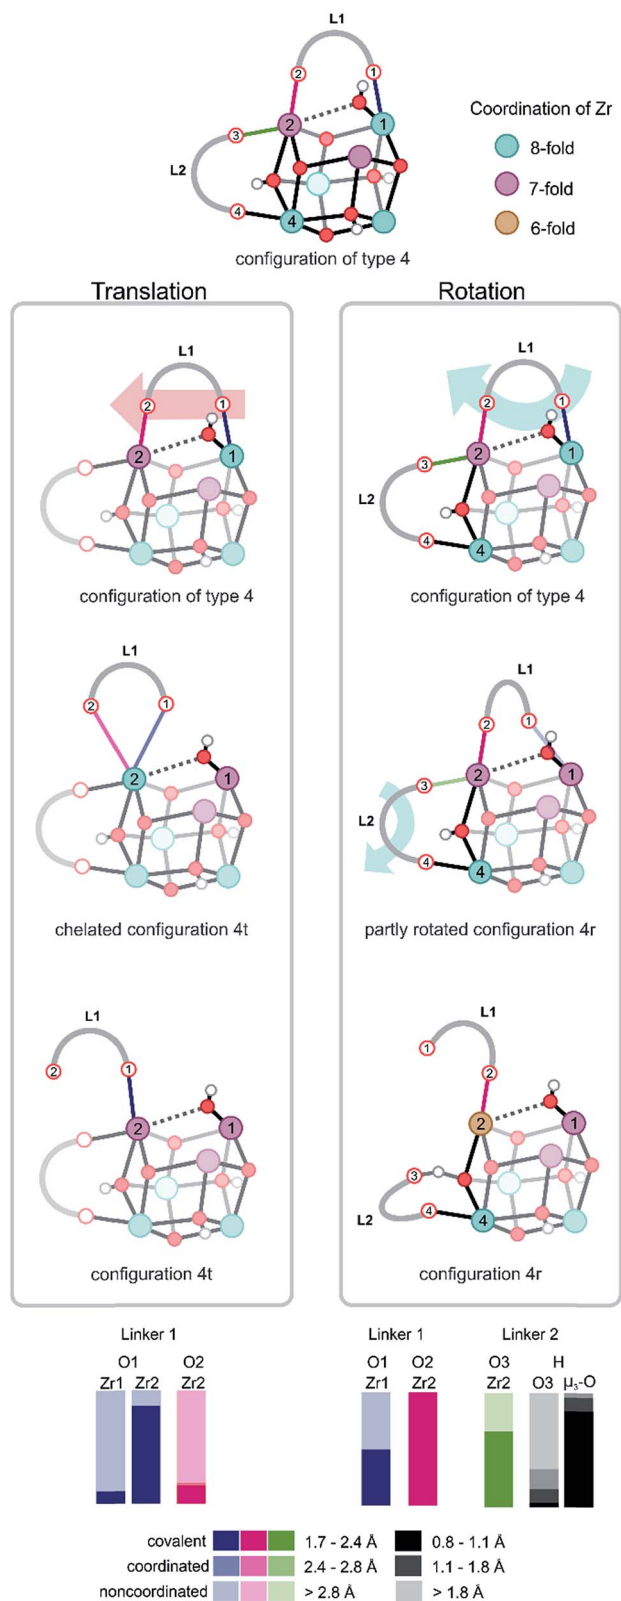 L1
2
1
2
1
3
L2
4
4
Coordination of Zr
8-fold
7-fold
6-fold
configuration of type 4
Translation
Rotation
L1
2
1
2
1
configuration of type 4
L1
2
1
2
1
3
L2
4
4
configuration of type 4
L1
2
1
2
1
chelated configuration 4t
L1
2
1
2
1
3
L2
4
4
partly rotated configuration 4r
L1
2
1
2
1
configuration 4t
L1
1
2
2
1
3
4
L2
4
configuration 4r
Linker 1
O1 O2
Zr1 Zr2 Zr2
Linker 1 Linker 2
O1 O2 O3 H
Zr1 Zr2 Zr2 O3 μ₃-O
covalent 1.7 - 2.4 Å 0.8 - 1.1 Å
coordinated 2.4 - 2.8 Å 1.1 - 1.8 Å
noncoordinated > 2.8 Å > 1.8 Å